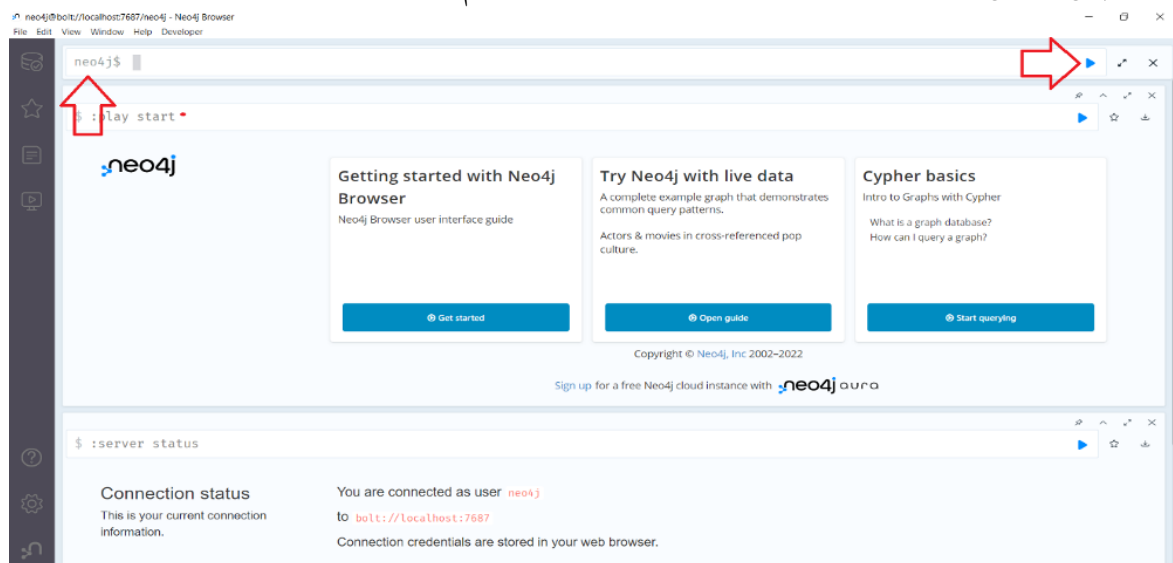 neo4j@bolt://localhost:7687/neo4j - Neo4j Browser
File Edit View Window Help Developer
neo4j$
$ :play start
neo4j
Getting started with Neo4j
Browser
Neo4j Browser user interface guide
Get started
Try Neo4j with live data
A complete example graph that demonstrates
common query patterns.
Actors & movies in cross-referenced pop
culture.
Open guide
Cypher basics
Intro to Graphs with Cypher
What is a graph database?
How can I query a graph?
Start querying
Copyright © Neo4j, Inc 2002–2022
Sign up for a free Neo4j cloud instance with neo4j aura
$ :server status
Connection status
This is your current connection
information.
You are connected as user neo4j
to bolt://localhost:7687
Connection credentials are stored in your web browser.